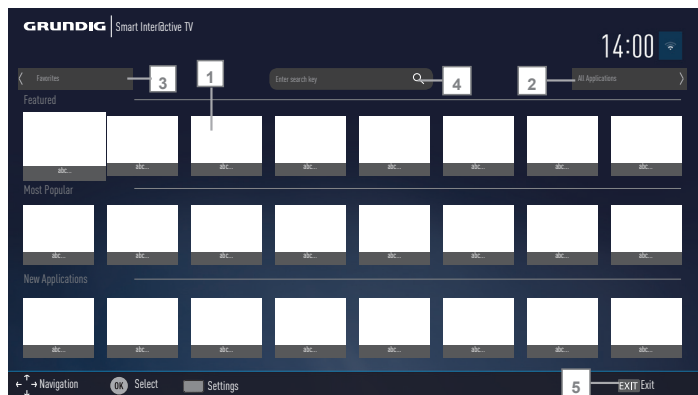 GRUNDIG Smart Inter@ctive TV
14:00
Favorites 3 1 Enter search key 4 2 All Applications
Featured
abc... abc... abc... abc... abc... abc... abc... abc...
Most Popular
abc... abc... abc... abc... abc... abc... abc... abc...
New Applications
abc... abc... abc... abc... abc... abc... abc... abc...
Navigation OK Select Settings 5 EXIT Exit